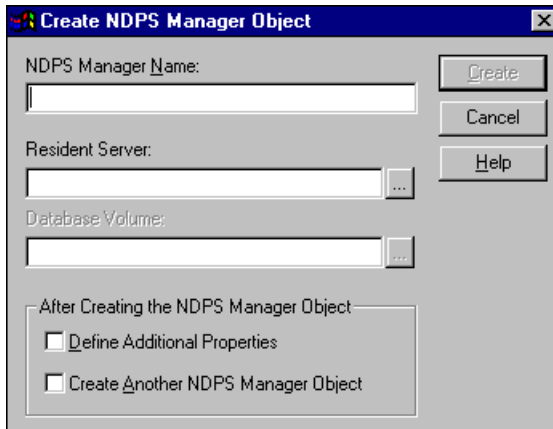 Create NDPS Manager Object
NDPS Manager Name:
Create
Cancel
Help
Resident Server:
...
Database Volume:
...
After Creating the NDPS Manager Object
Define Additional Properties
Create Another NDPS Manager Object